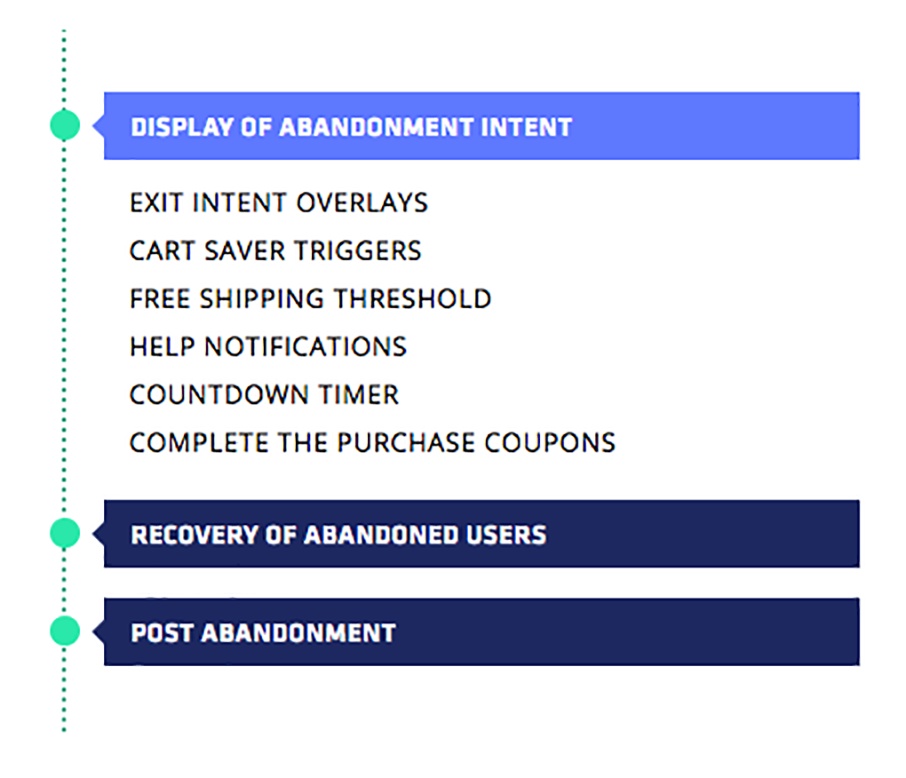 DISPLAY OF ABANDONMENT INTENT
EXIT INTENT OVERLAYS
CART SAVER TRIGGERS
FREE SHIPPING THRESHOLD
HELP NOTIFICATIONS
COUNTDOWN TIMER
COMPLETE THE PURCHASE COUPONS
RECOVERY OF ABANDONED USERS
POST ABANDONMENT